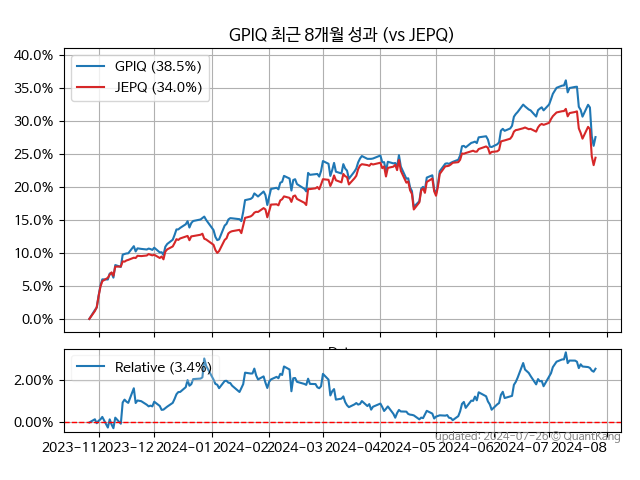 GPIQ 최근 8개월 성과 (vs JEPQ)
40.0%
35.0%
30.0%
25.0%
20.0%
15.0%
10.0%
5.0%
0.0%
GPIQ (38.5%)
JEPQ (34.0%)
2.00%
0.00%
Relative (3.4%)
2023-11 2023-12 2024-01 2024-02 2024-03 2024-04 2024-05 2024-06 2024-07 2024-08
updated: 2024-07-26 © QuantKang